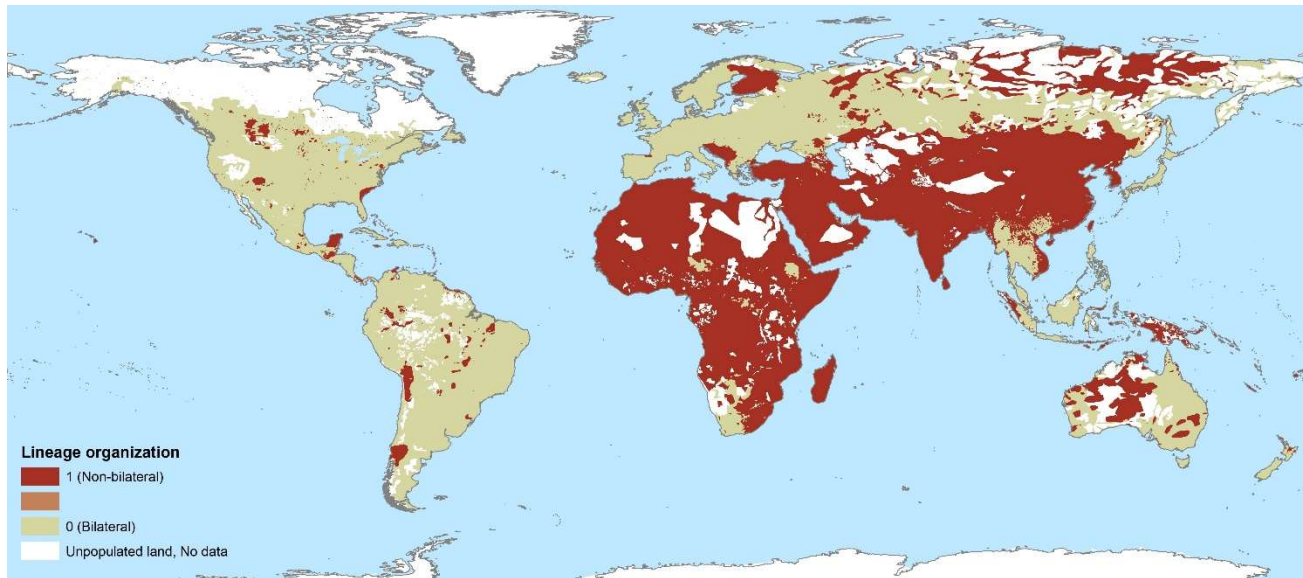 Lineage organization
1 (Non-bilateral)
0 (Bilateral)
Unpopulated land, No data